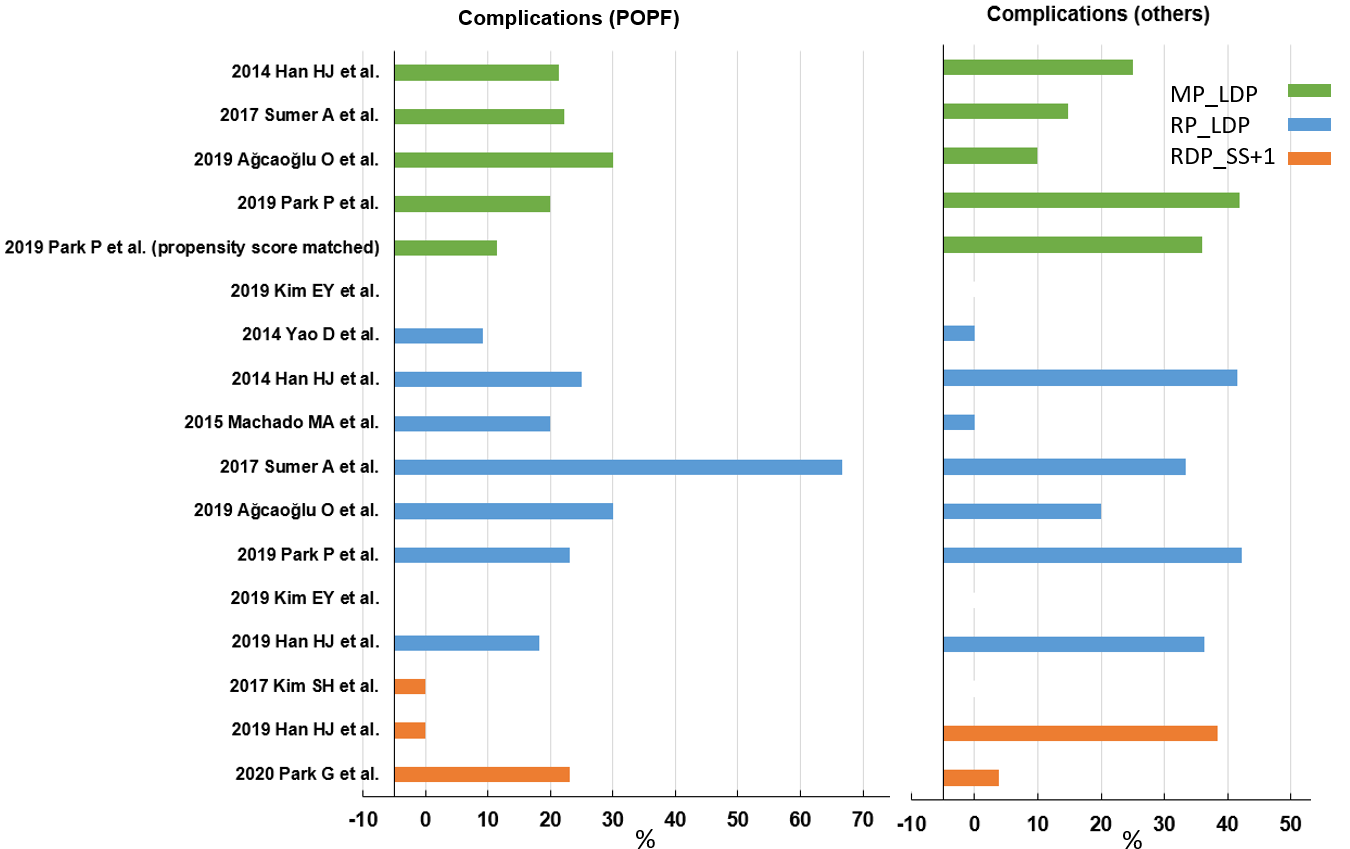 Complications (POPF)
Complications (others)
2014 Han HJ et al.
2017 Sumer A et al.
2019 Ağcaoğlu O et al.
2019 Park P et al.
2019 Park P et al. (propensity score matched)
2019 Kim EY et al.
2014 Yao D et al.
2014 Han HJ et al.
2015 Machado MA et al.
2017 Sumer A et al.
2019 Ağcaoğlu O et al.
2019 Park P et al.
2019 Kim EY et al.
2019 Han HJ et al.
2017 Kim SH et al.
2019 Han HJ et al.
2020 Park G et al.
MP_LDP
RP_LDP
RDP_SS+1
-10 0 10 20 30 40 50 60 70
%
-10 0 10 20 30 40 50
%